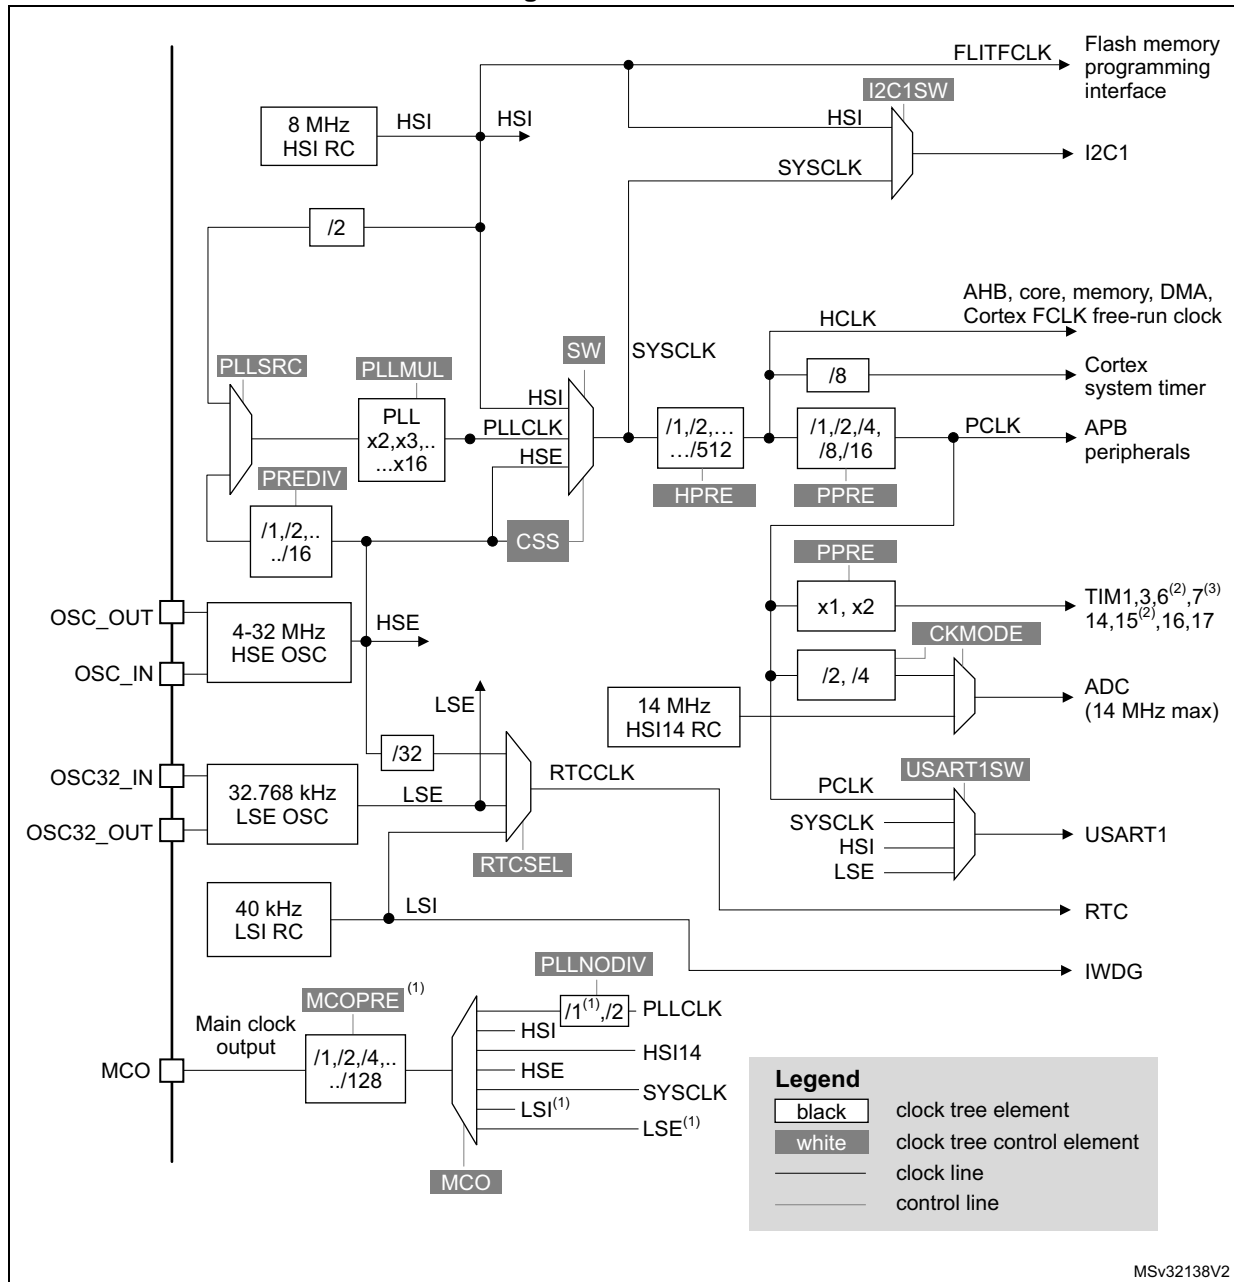 FLITFCLK
Flash memory
programming
interface
I2C1SW
8 MHz
HSI RC
HSI
HSI
HSI
I2C1
SYSCLK
/2
AHB, core, memory, DMA,
Cortex FCLK free-run clock
HCLK
SW
SYSCLK
PLLSRC
PLLMUL
/8
Cortex
system timer
HSI
PLL
x2,x3,..
...x16
PLLCLK
HSE
/1,/2,...
.../512
/1,/2,/4,
/8,/16
PCLK
APB
peripherals
PREDIV
HPRE
PPRE
/1,/2,..
../16
CSS
PPRE
OSC_OUT
OSC_IN
4-32 MHz
HSE OSC
HSE
x1, x2
TIM1,3,6(2),7(3)
14,15(2),16,17
CKMODE
/2, /4
LSE
14 MHz
HSI14 RC
ADC
(14 MHz max)
/32
RTCCLK
OSC32_IN
OSC32_OUT
32.768 kHz
LSE OSC
LSE
USART1SW
PCLK
SYSCLK
HSI
LSE
USART1
RTCSEL
40 kHz
LSI RC
LSI
RTC
IWDG
PLLNODIV
MCOPRE (1)
/1(1),/2
PLLCLK
Main clock
output
HSI
MCO
/1,/2,/4,..
../128
HSI14
HSE
SYSCLK
LSI(1)
LSE(1)
MCO
Legend
black
clock tree element
white
clock tree control element
clock line
control line
MSv32138V2